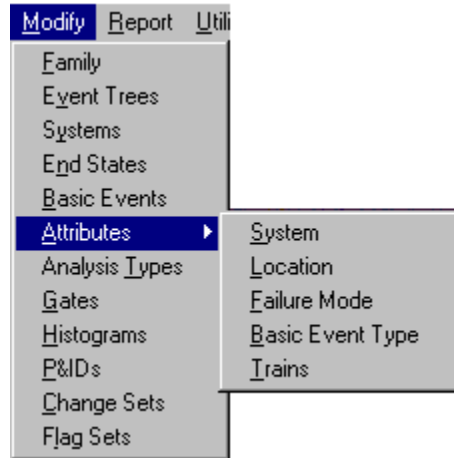 Modify Report
Family
Event Trees
Systems
End States
Basic Events
Attributes
Analysis Types
Gates
Histograms
P&IDs
Change Sets
Flag Sets
System
Location
Failure Mode
Basic Event Type
Trains